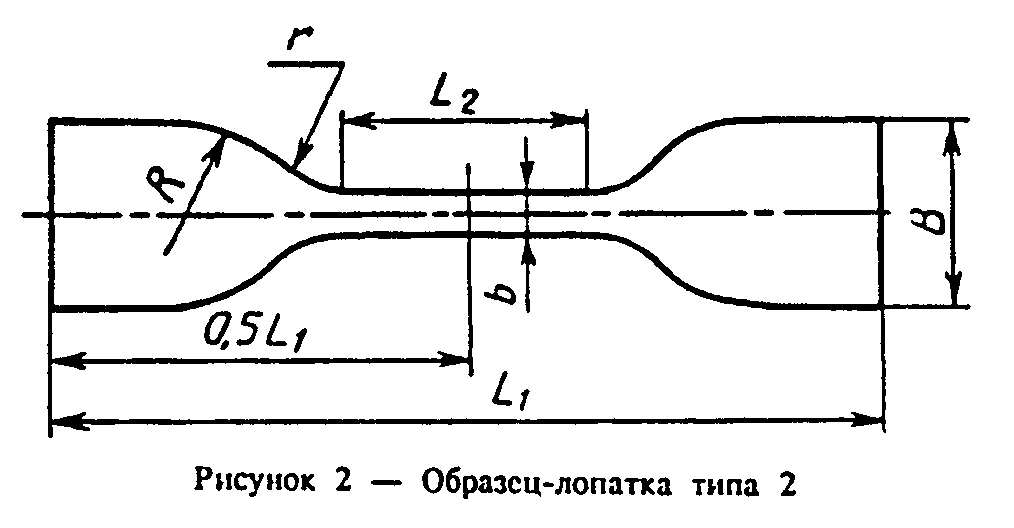 r
L₂
R
B
b
0,5L₁
L₁
Рисунок 2 — Образец-лопатка типа 2